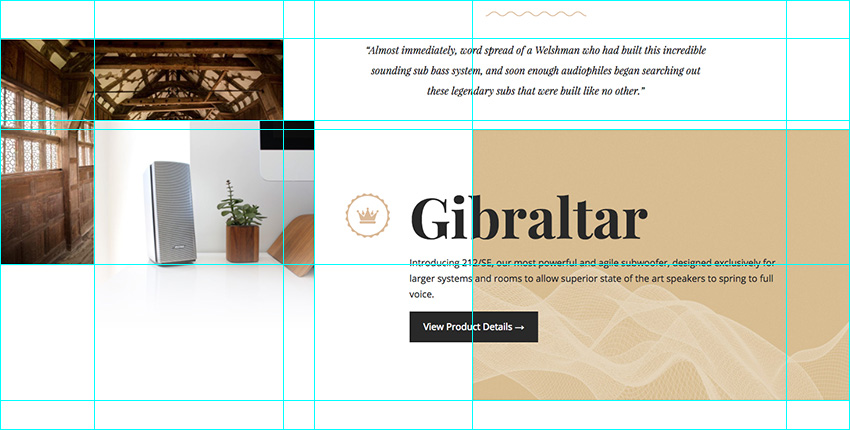 “Almost immediately, word spread of a Welshman who had built this incredible
sounding sub bass system, and soon enough audiophiles began searching out
these legendary subs that were built like no other.”
Gibraltar
Introducing 212/SE, our most powerful and agile subwoofer, designed exclusively for
larger systems and rooms to allow superior state of the art speakers to spring to full
voice.
View Product Details →